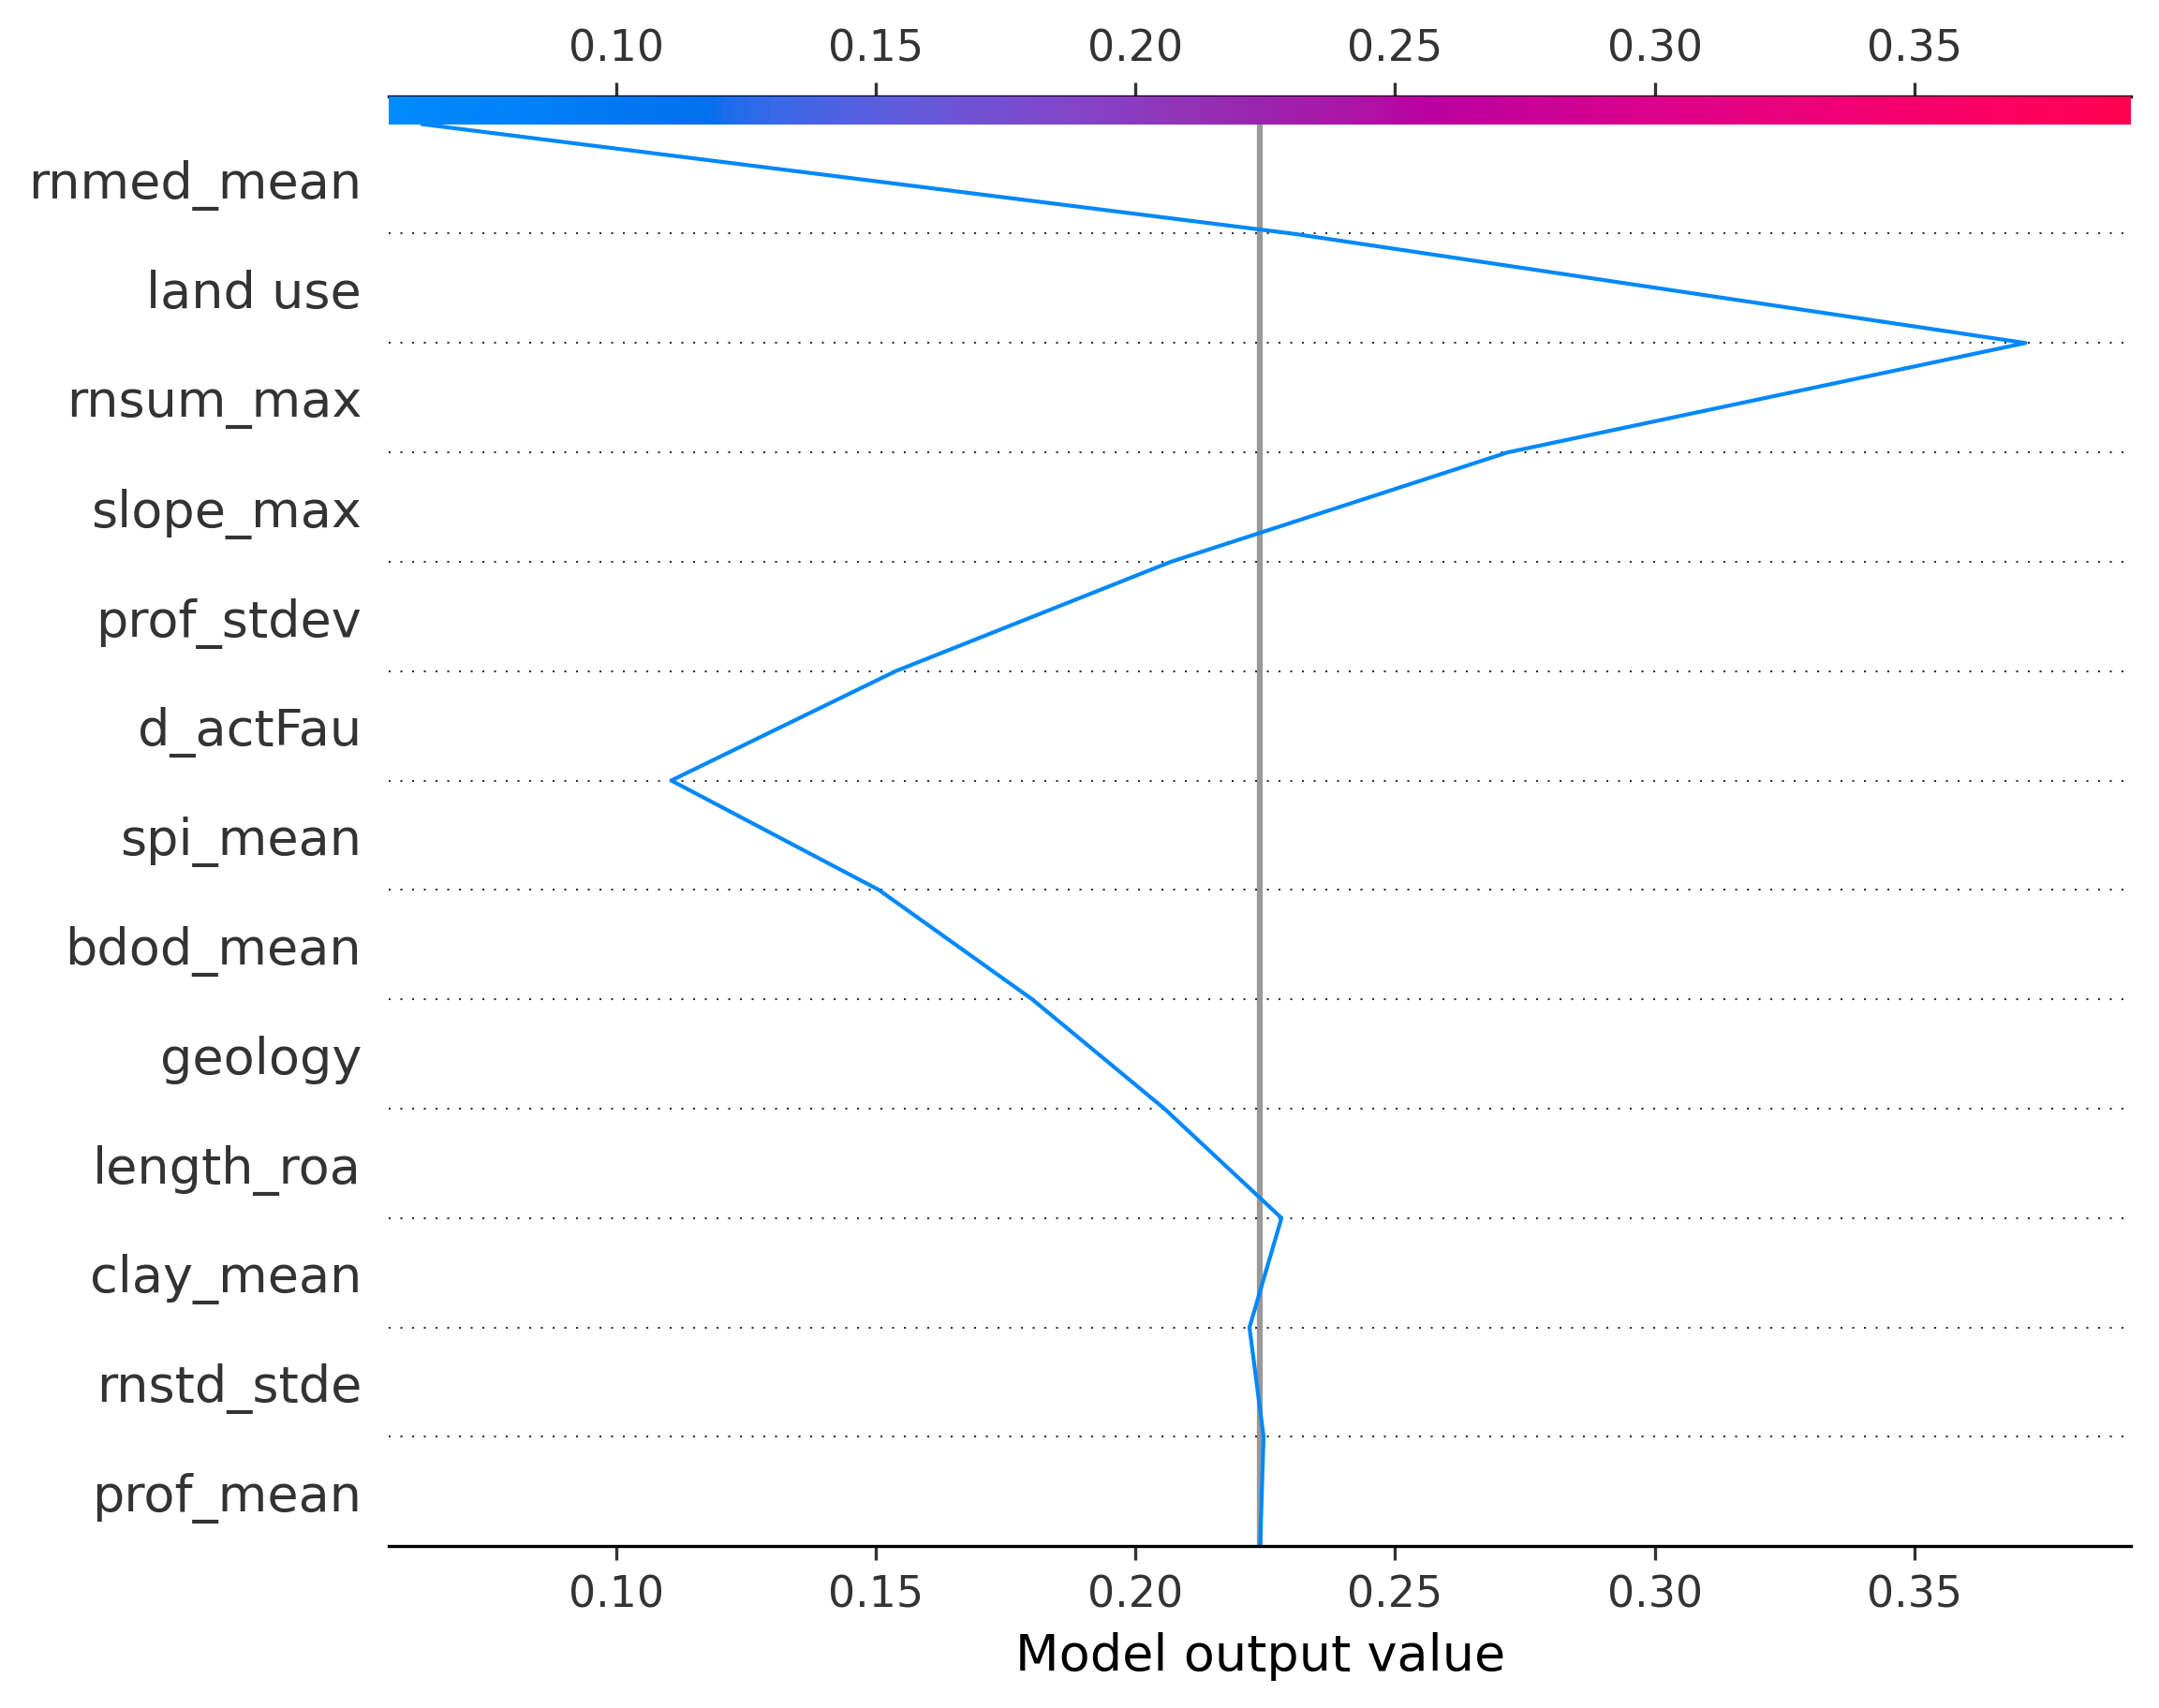 0.10 0.15 0.20 0.25 0.30 0.35
rnmed_mean
land use
rnsum_max
slope_max
prof_stdev
d_actFau
spi_mean
bdod_mean
geology
length_roa
clay_mean
rnstd_stde
prof_mean
0.10 0.15 0.20 0.25 0.30 0.35
Model output value